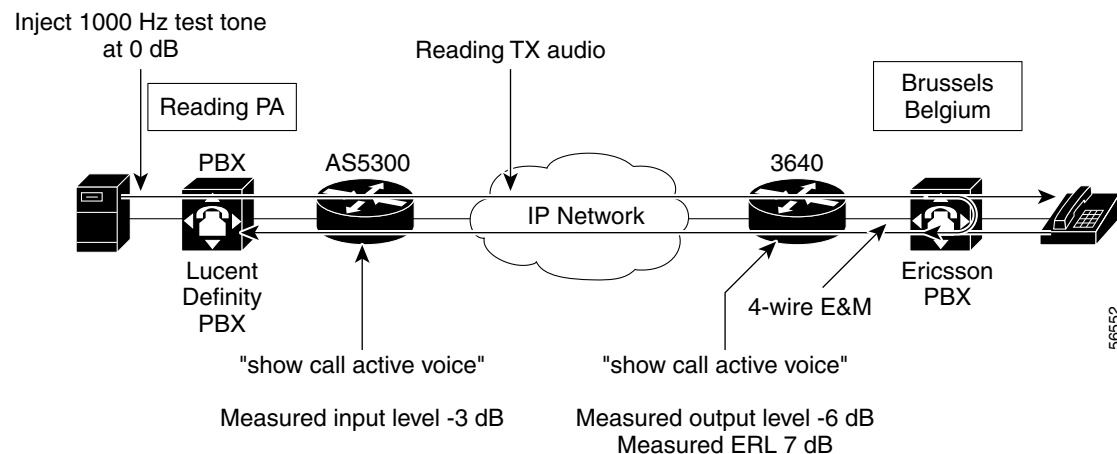 Inject 1000 Hz test tone
at 0 dB
Reading TX audio
Reading PA
Brussels
Belgium
PBX
AS5300
3640
IP Network
Lucent
Definity
PBX
4-wire E&M
Ericsson
PBX
"show call active voice"
"show call active voice"
Measured input level -3 dB
Measured output level -6 dB
Measured ERL 7 dB
56552